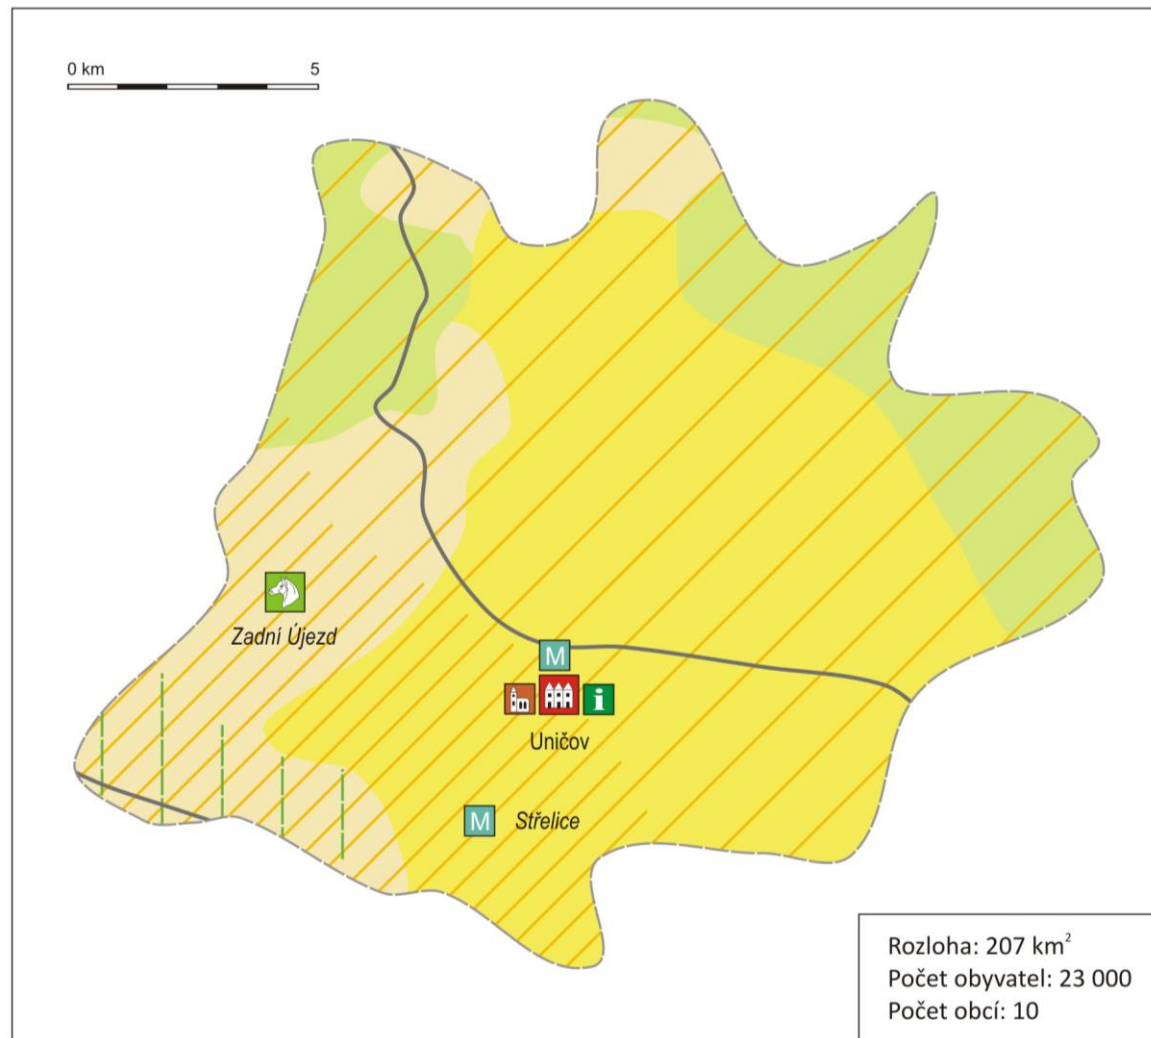 0 km 5
Zadní Újezd
M
i
Uničov
M Střelice
Rozloha: 207 km²
Počet obyvatel: 23 000
Počet obcí: 10